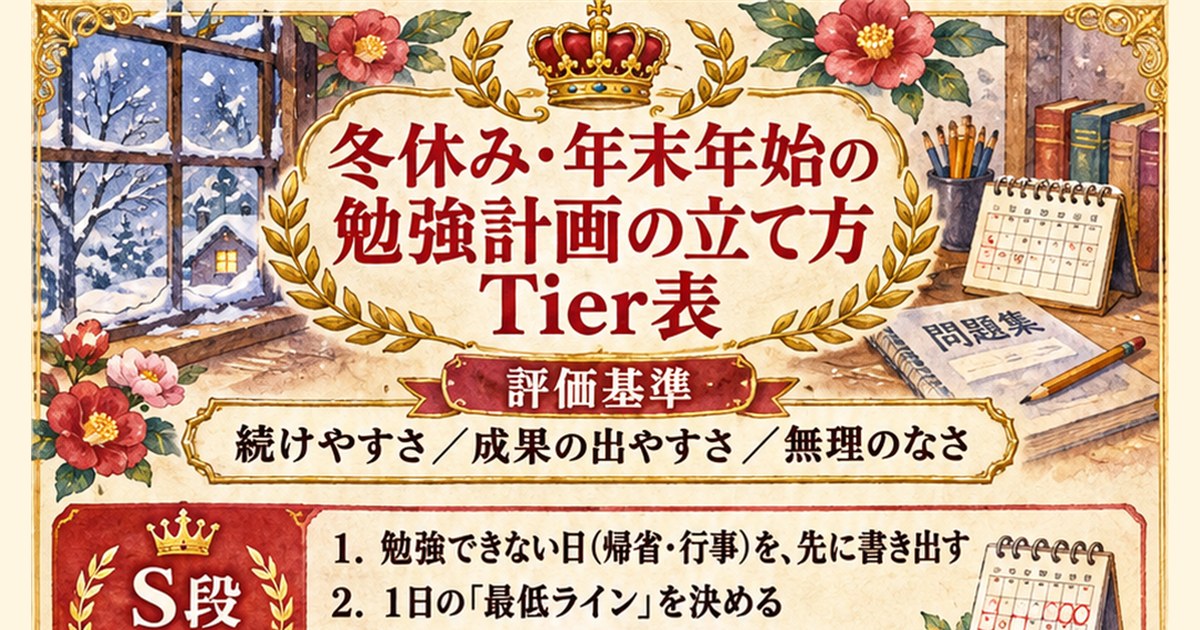 冬休み・年末年始の
勉強計画の立て方
Tier表
問題集
評価基準
続けやすさ／成果の出やすさ／無理のなさ
S段
1. 勉強できない日(帰省・行事)を、先に書き出す
2. 1日の「最低ライン」を決める